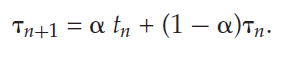 τn+1 = α tn + (1 − α)τn.